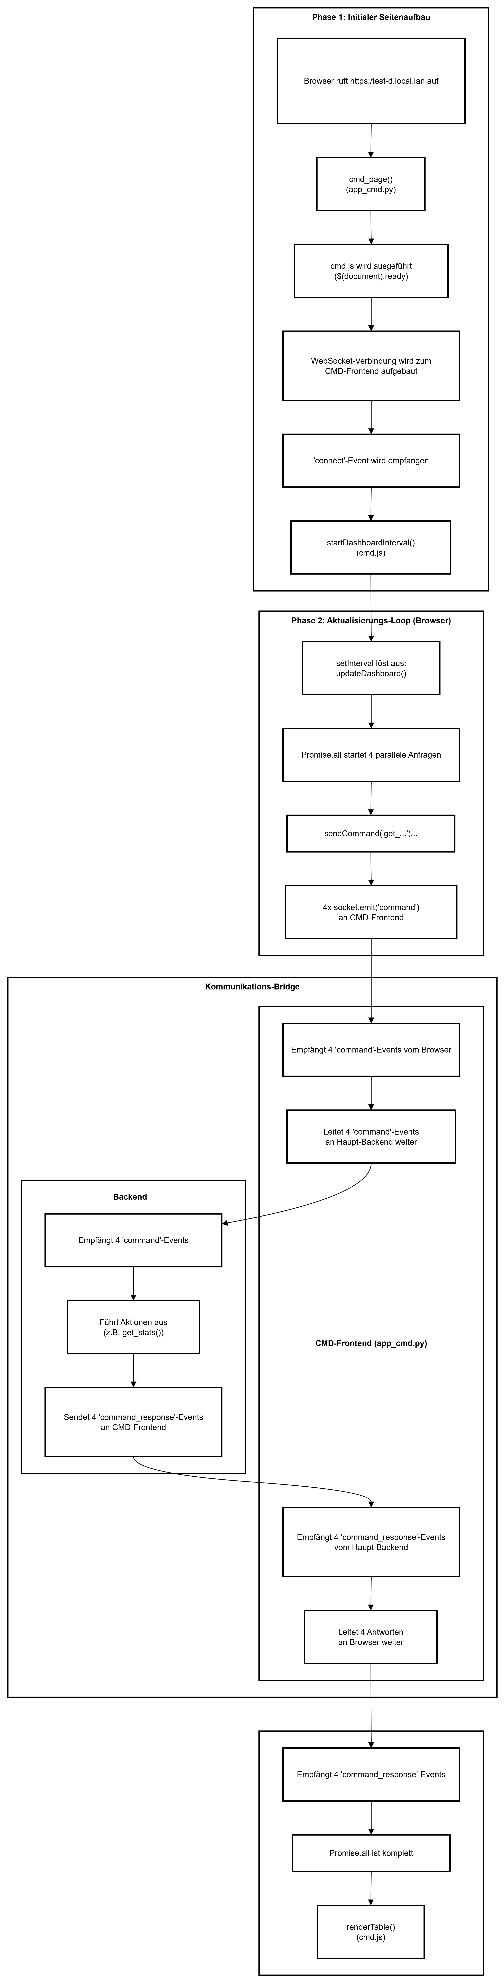 Phase 1: Initialer Seitenaufbau
Browser ruft https:/test-d.local.lan auf
cmd_page()
(app_cmd.py)
cmd.js wird ausgeführt
($(document).ready)
WebSocket-Verbindung wird zum
CMD-Frontend aufgebaut
'connect'-Event wird empfangen
startDashboardInterval()
(cmd.js)
Phase 2: Aktualisierungs-Loop (Browser)
setInterval löst aus:
updateDashboard()
Promise.all startet 4 parallele Anfragen
sendCommand('get_...')...
4x socket.emit('command')
an CMD-Frontend
Kommunikations-Bridge
Empfängt 4 'command'-Events vom Browser
Leitet 4 'command'-Events
an Haupt-Backend weiter
Backend
Empfängt 4 'command'-Events
Führt Aktionen aus
(z.B. get_stats())
CMD-Frontend (app_cmd.py)
Sendet 4 'command_response'-Events
an CMD-Frontend
Empfängt 4 'command_response'-Events
vom Haupt-Backend
Leitet 4 Antworten
an Browser weiter
Empfängt 4 'command_response'-Events
Promise.all ist komplett
renderTable()
(cmd.js)